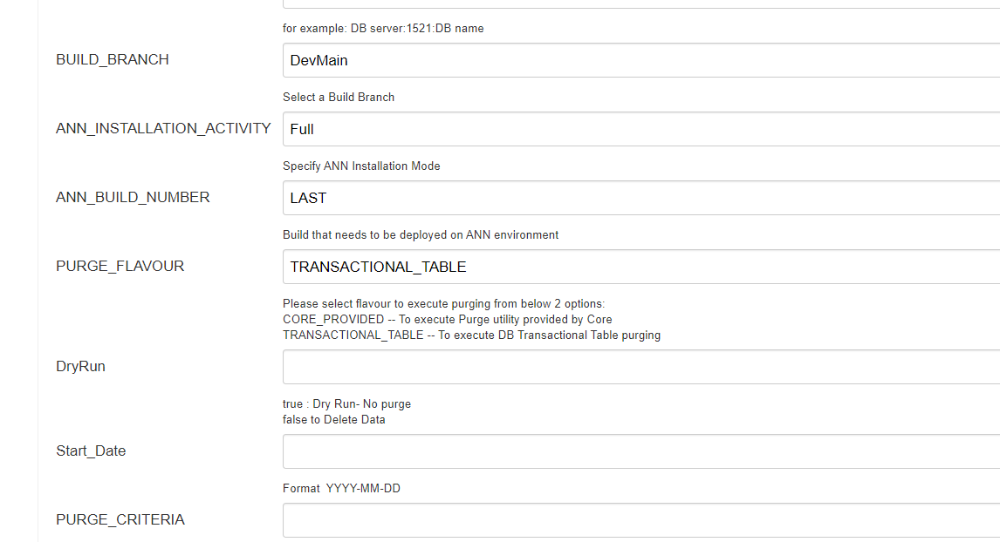 for example: DB server:1521:DB name
BUILD_BRANCH
DevMain
Select a Build Branch
ANN_INSTALLATION_ACTIVITY
Full
Specify ANN Installation Mode
ANN_BUILD_NUMBER
LAST
Build that needs to be deployed on ANN environment
PURGE_FLAVOUR
TRANSACTIONAL_TABLE
Please select flavour to execute purging from below 2 options:
CORE_PROVIDED -- To execute Purge utility provided by Core
TRANSACTIONAL_TABLE -- To execute DB Transactional Table purging
DryRun
true : Dry Run- No purge
false to Delete Data
Start_Date
Format  YYYY-MM-DD
PURGE_CRITERIA